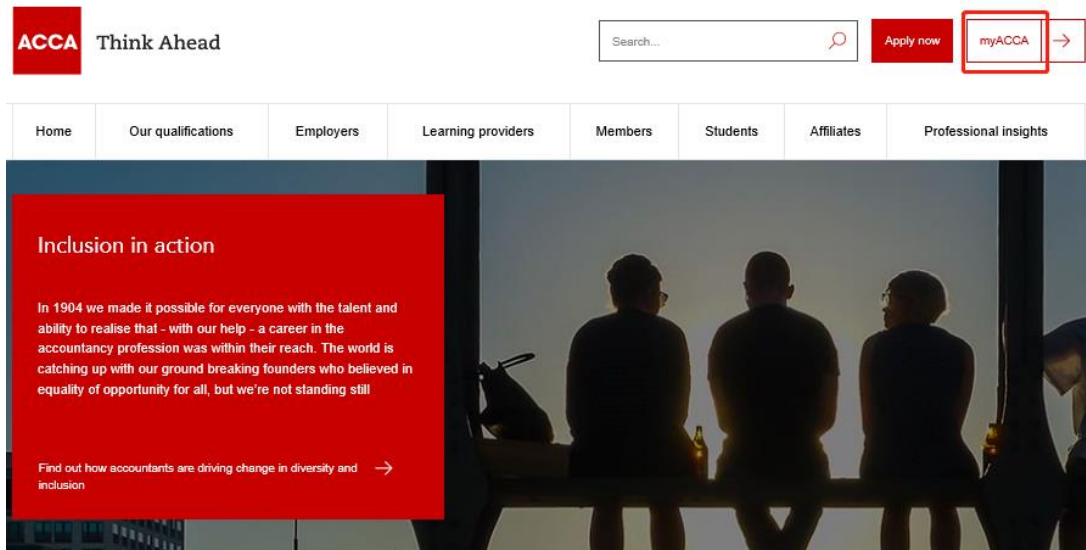 ACCA Think Ahead
Search...
Apply now
myACCA
Home Our qualifications Employers Learning providers Members Students Affiliates Professional insights
Inclusion in action
In 1904 we made it possible for everyone with the talent and
ability to realise that - with our help - a career in the
accountancy profession was within their reach. The world is
catching up with our ground breaking founders who believed in
equality of opportunity for all, but we're not standing still
Find out how accountants are driving change in diversity and
inclusion